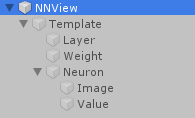 NNView
Template
Layer
Weight
Neuron
Image
Value